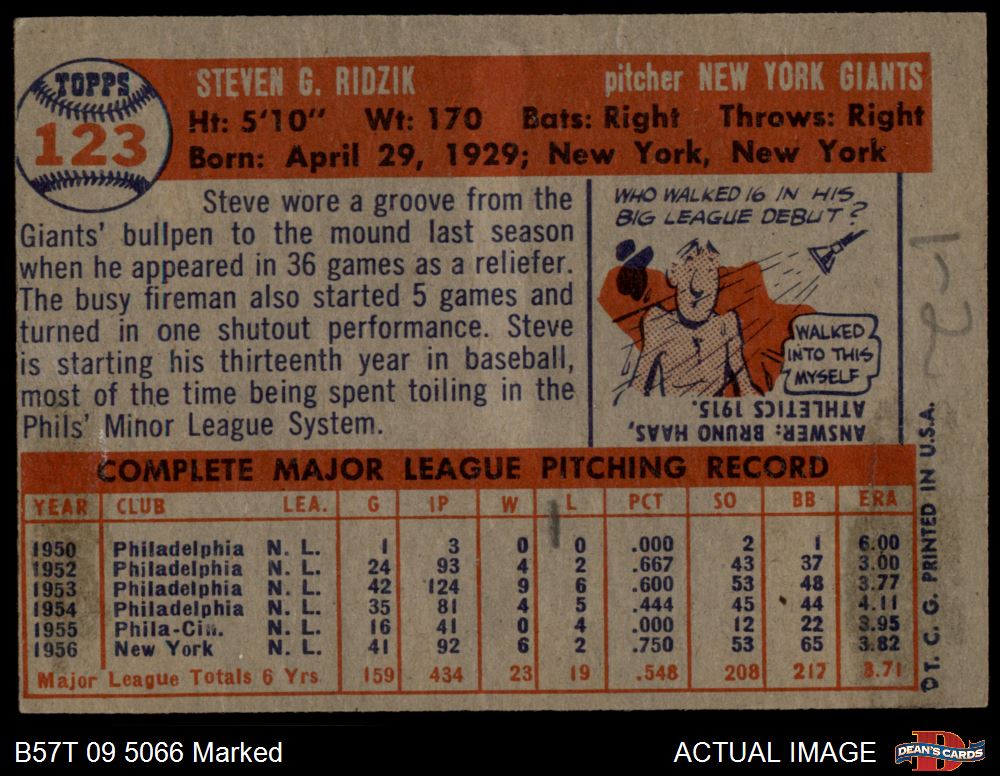 TOPPS
123
STEVEN G. RIDZIK pitcher NEW YORK GIANTS
Ht: 5'10" Wt: 170 Bats: Right Throws: Right
Born: April 29, 1929; New York, New York
Steve wore a groove from the
Giants' bullpen to the mound last season
when he appeared in 36 games as a reliefer.
The busy fireman also started 5 games and
turned in one shutout performance. Steve
is starting his thirteenth year in baseball,
most of the time being spent toiling in the
Phils' Minor League System.
WHO WALKED 16 IN HIS
BIG LEAGUE DEBUT?
WALKED
INTO THIS
MYSELF
ANSWER: BRUNO HAAS,
ATHLETICS 1915.
COMPLETE MAJOR LEAGUE PITCHING RECORD
YEAR CLUB LEA. G IP W L PCT SO BB ERA
1950 Philadelphia N. L. 1 3 0 0 .000 2 1 6.00
1952 Philadelphia N. L. 24 93 4 2 .667 43 37 3.00
1953 Philadelphia N. L. 42 124 9 6 .600 53 48 3.77
1954 Philadelphia N. L. 35 81 4 5 .444 45 44 4.11
1955 Phila-Cin. N. L. 16 41 0 4 .000 12 22 3.95
1956 New York N. L. 41 92 6 2 .750 53 65 3.82
Major League Totals 6 Yrs 159 434 23 19 .548 208 217 3.71
T. C. G. PRINTED IN U.S.A.
B57T 09 5066 Marked
ACTUAL IMAGE
D
DEAN'S CARDS